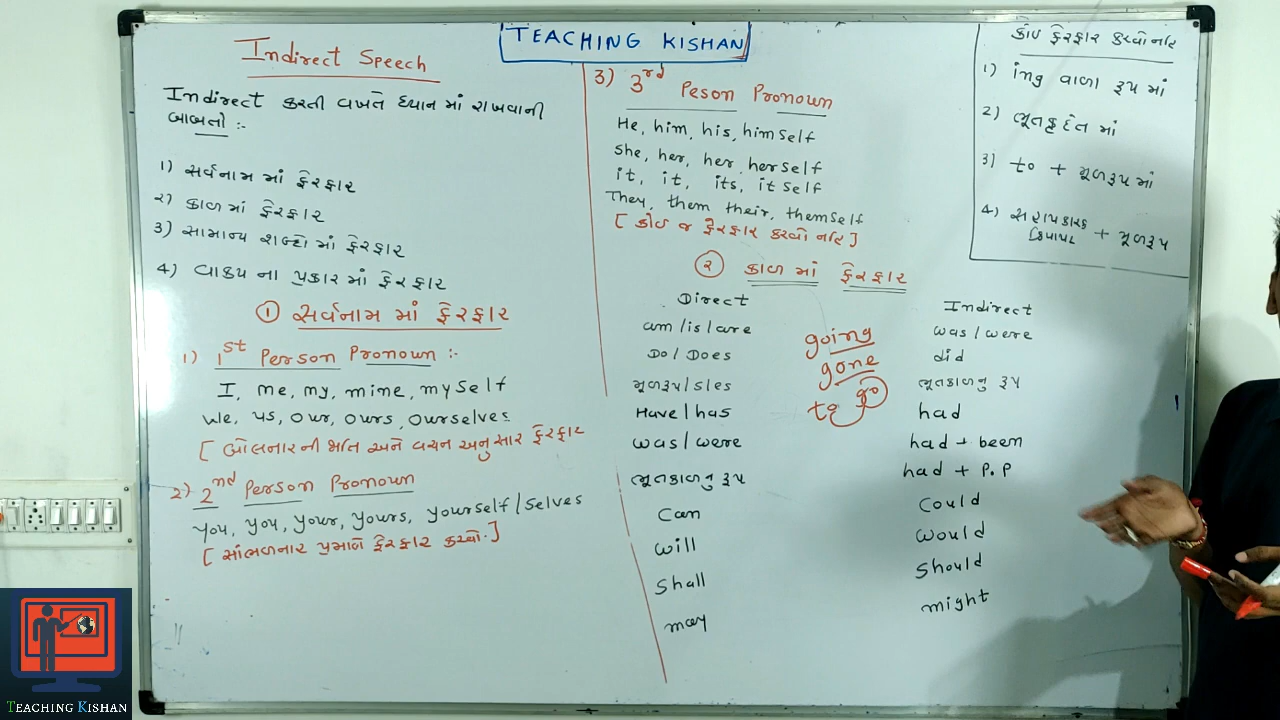 TEACHING KISHAN
Indirect Speech
Indirect કરતી વખતે ધ્યાન માં રાખવાની
બાબતો :-
1) સર્વનામ માં ફેરફાર
૨) કાળ માં ફેરફાર
3) સામાન્ય શબ્દો માં ફેરફાર
4) વાક્ય ના પ્રકાર માં ફેરફાર
① સર્વનામ માં ફેરફાર
1) 1st Person Pronoun :-
I, me, my, mine, myself
We, us, our, ours, ourselves
[ બોલનારની જાતિ અને વચન અનુસાર ફેરફાર
2) 2nd Person Pronoun
you, you, your, yours, yourself/selves
[ સાંભળનાર પ્રમાણે ફેરફાર કરવો.]
3) 3rd Peson Pronoun
He, him, his, himself
She, her, her, herself
it, it, its, itself
They, them their, themself
[ કોઈ જ ફેરફાર કરવો નહિ ]
૨ કાળ માં ફેરફાર
Direct Indirect
am/is/are was/were
Do/Does did
મૂળરૂપ/s/es ભૂતકાળનુ રૂપ
Have/has had
was/were had + been
ભૂતકાળનુ રૂપ had + P.P
Can Could
will would
Shall Should
may might
going
gone
to go
કોઈ ફેરફાર કરવો નહિ
1) ing વાળા રૂપ માં
2) ભૂતકૃદંત માં
3) to + મૂળરૂપ માં
4) સહાયકારક ક્રિયાપદ + મૂળરૂપ
TEACHING KISHAN